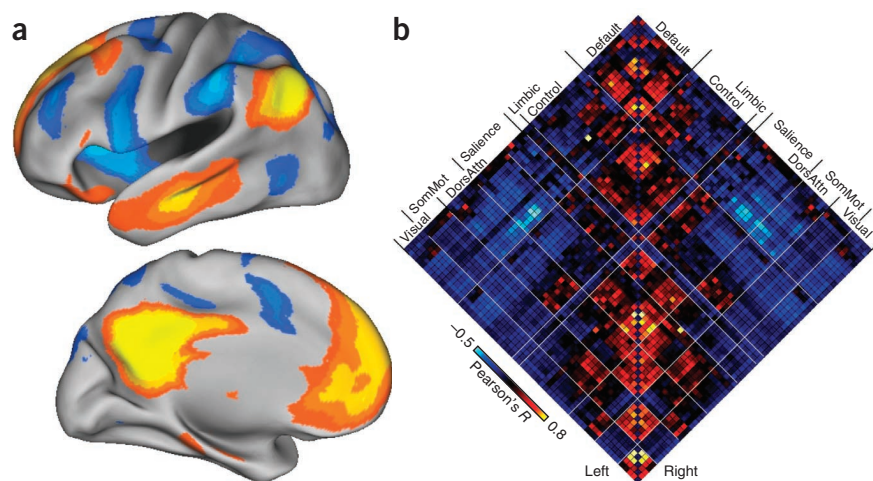 a
b
Default
Control
Limbic
Salience
DorsAttn
SomMot
Visual
Default
Control
Limbic
Salience
DorsAttn
SomMot
Visual
–0.5
Pearson's R
0.8
Left
Right